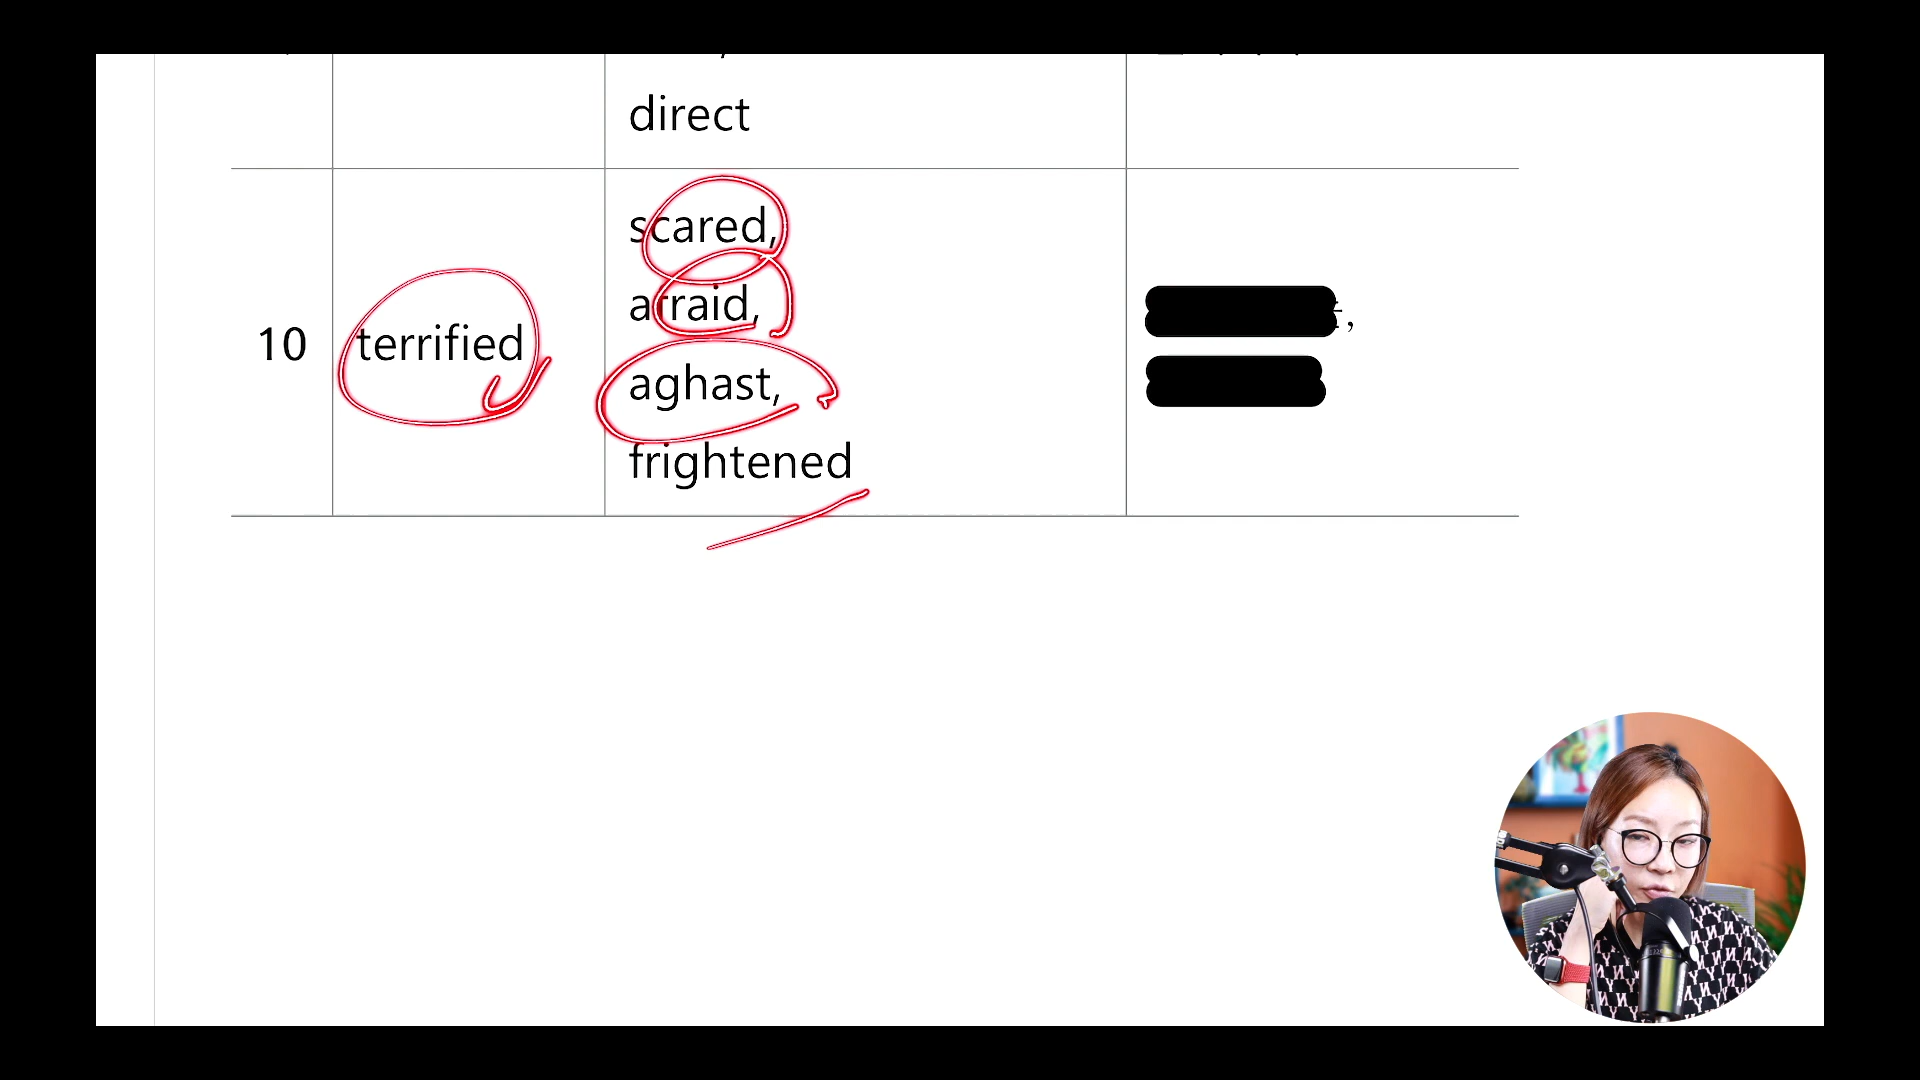 direct
10
terrified
scared,
afraid,
aghast,
frightened